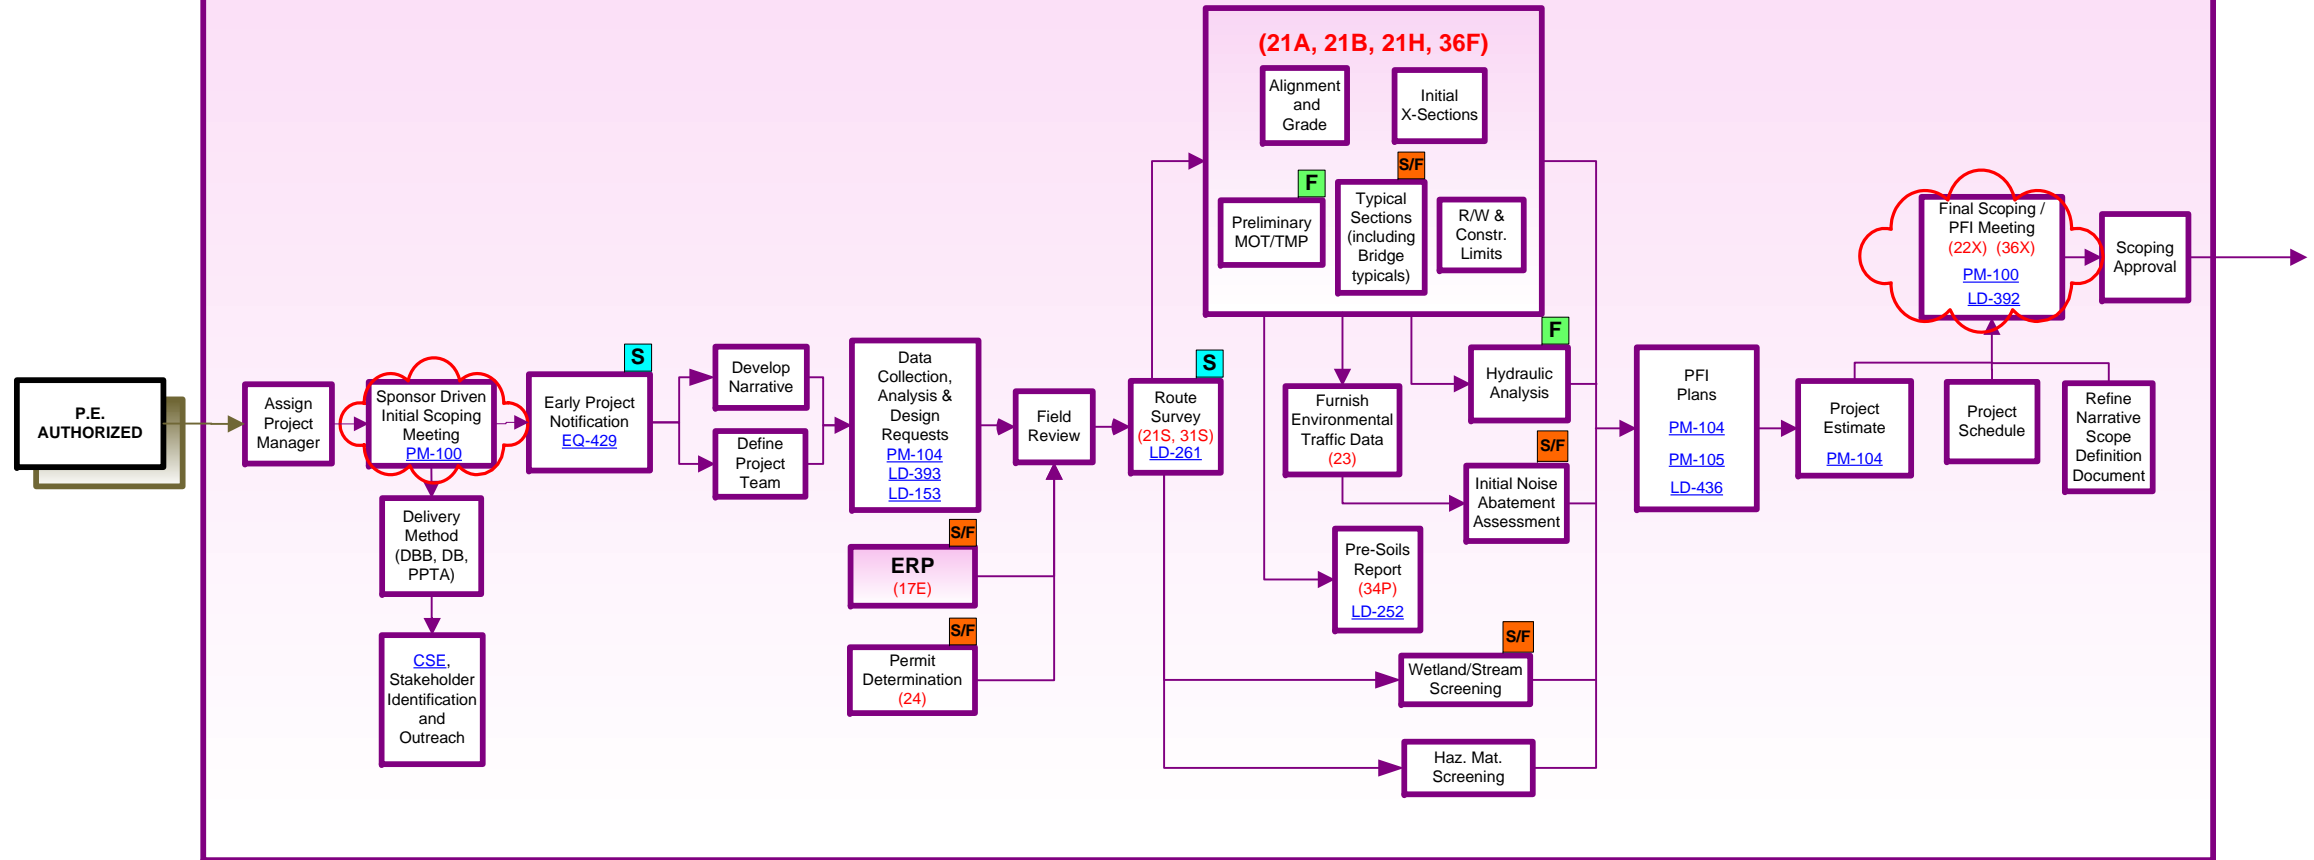 P.E.
AUTHORIZED
Assign
Project
Manager
Sponsor Driven
Initial Scoping
Meeting
PM-100
Delivery
Method
(DBB, DB,
PPTA)
CSE,
Stakeholder
Identification
and
Outreach
S
Early Project
Notification
EQ-429
Develop
Narrative
Define
Project
Team
Data
Collection,
Analysis &
Design
Requests
PM-104
LD-393
LD-153
S/F
ERP
(17E)
S/F
Permit
Determination
(24)
Field
Review
S
Route
Survey
(21S, 31S)
LD-261
(21A, 21B, 21H, 36F)
Alignment
and
Grade
Initial
X-Sections
F
Preliminary
MOT/TMP
S/F
Typical
Sections
(including
Bridge
typicals)
R/W &
Constr.
Limits
F
Hydraulic
Analysis
Furnish
Environmental
Traffic Data
(23)
S/F
Initial Noise
Abatement
Assessment
Pre-Soils
Report
(34P)
LD-252
S/F
Wetland/Stream
Screening
Haz. Mat.
Screening
PFI
Plans
PM-104
PM-105
LD-436
Project
Estimate
PM-104
Project
Schedule
Refine
Narrative
Scope
Definition
Document
Final Scoping /
PFI Meeting
(22X) (36X)
PM-100
LD-392
Scoping
Approval